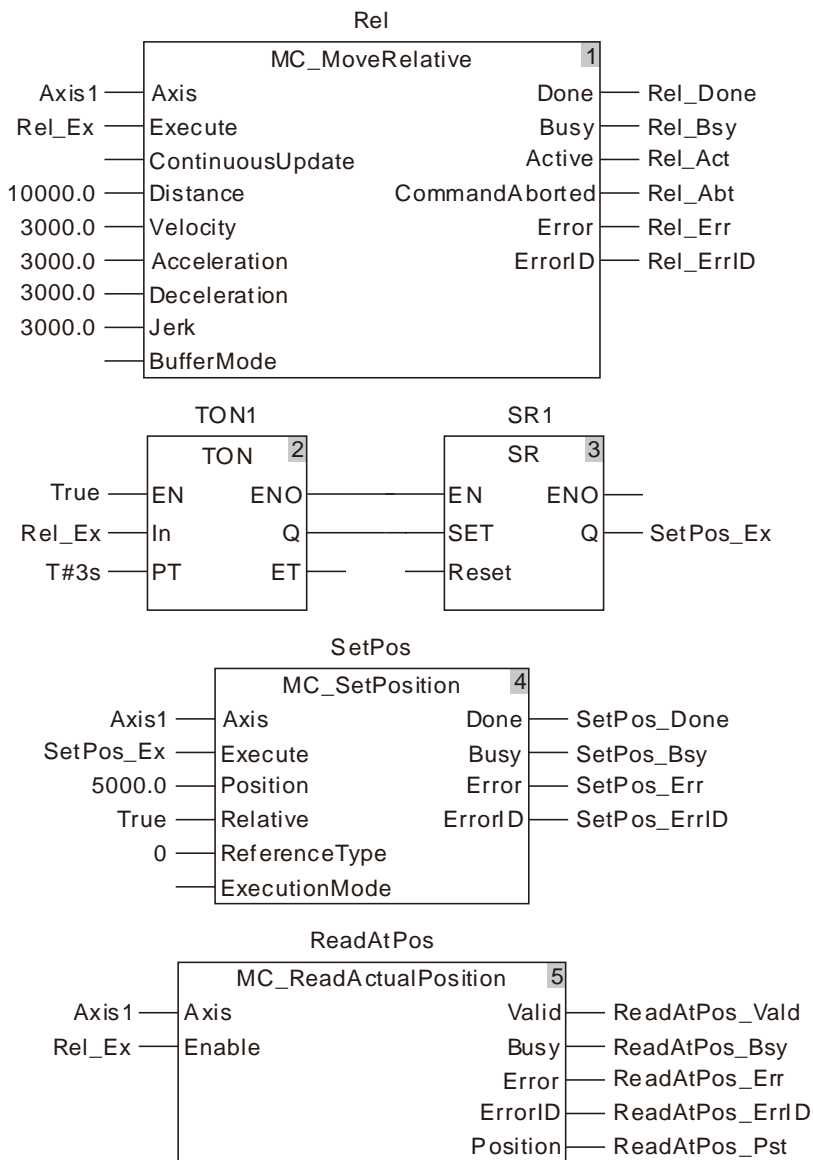 Rel
MC_MoveRelative 1
Axis1 Axis Done Rel_Done
Rel_Ex Execute Busy Rel_Bsy
ContinuousUpdate Active Rel_Act
10000.0 Distance CommandAborted Rel_Abt
3000.0 Velocity Error Rel_Err
3000.0 Acceleration ErrorID Rel_ErrID
3000.0 Deceleration
3000.0 Jerk
BufferMode
TON1 SR1
TON 2 SR 3
True EN ENO EN ENO
Rel_Ex In Q SET Q SetPos_Ex
T#3s PT ET Reset
SetPos
MC_SetPosition 4
Axis1 Axis Done SetPos_Done
SetPos_Ex Execute Busy SetPos_Bsy
5000.0 Position Error SetPos_Err
True Relative ErrorID SetPos_ErrID
0 ReferenceType
ExecutionMode
ReadAtPos
MC_ReadActualPosition 5
Axis1 Axis Valid ReadAtPos_Vald
Rel_Ex Enable Busy ReadAtPos_Bsy
Error ReadAtPos_Err
ErrorID ReadAtPos_ErrID
Position ReadAtPos_Pst